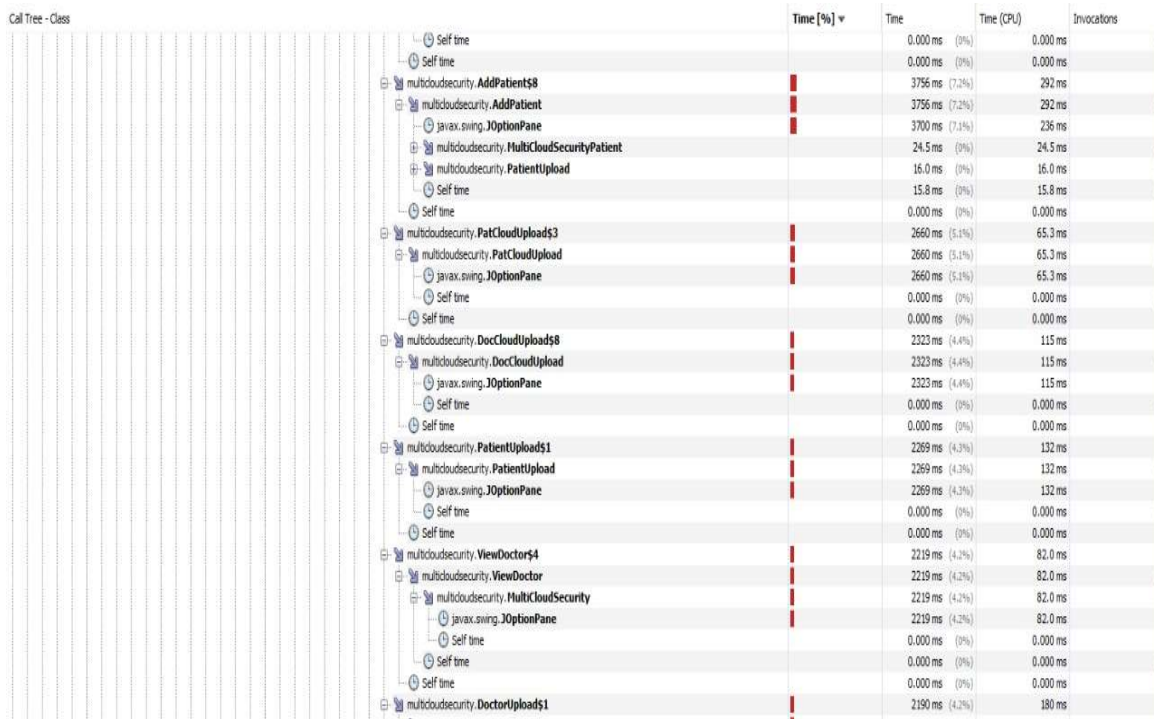 Call Tree - Class Time [%] Time Time (CPU) Invocations
Self time 0.000 ms (0%) 0.000 ms
Self time 0.000 ms (0%) 0.000 ms
multicloudsecurity.AddPatient$8 3756 ms (7.2%) 292 ms
multicloudsecurity.AddPatient 3756 ms (7.2%) 292 ms
javax.swing.JOptionPane 3700 ms (7.1%) 236 ms
multicloudsecurity.MultiCloudSecurityPatient 24.5 ms (0%) 24.5 ms
multicloudsecurity.PatientUpload 16.0 ms (0%) 16.0 ms
Self time 15.8 ms (0%) 15.8 ms
Self time 0.000 ms (0%) 0.000 ms
multicloudsecurity.PatCloudUpload$3 2660 ms (5.1%) 65.3 ms
multicloudsecurity.PatCloudUpload 2660 ms (5.1%) 65.3 ms
javax.swing.JOptionPane 2660 ms (5.1%) 65.3 ms
Self time 0.000 ms (0%) 0.000 ms
Self time 0.000 ms (0%) 0.000 ms
multicloudsecurity.DocCloudUpload$8 2323 ms (4.4%) 115 ms
multicloudsecurity.DocCloudUpload 2323 ms (4.4%) 115 ms
javax.swing.JOptionPane 2323 ms (4.4%) 115 ms
Self time 0.000 ms (0%) 0.000 ms
Self time 0.000 ms (0%) 0.000 ms
multicloudsecurity.PatientUpload$1 2269 ms (4.3%) 132 ms
multicloudsecurity.PatientUpload 2269 ms (4.3%) 132 ms
javax.swing.JOptionPane 2269 ms (4.3%) 132 ms
Self time 0.000 ms (0%) 0.000 ms
Self time 0.000 ms (0%) 0.000 ms
multicloudsecurity.ViewDoctor$4 2219 ms (4.2%) 82.0 ms
multicloudsecurity.ViewDoctor 2219 ms (4.2%) 82.0 ms
multicloudsecurity.MultiCloudSecurity 2219 ms (4.2%) 82.0 ms
javax.swing.JOptionPane 2219 ms (4.2%) 82.0 ms
Self time 0.000 ms (0%) 0.000 ms
Self time 0.000 ms (0%) 0.000 ms
Self time 0.000 ms (0%) 0.000 ms
multicloudsecurity.DoctorUpload$1 2190 ms (4.2%) 180 ms